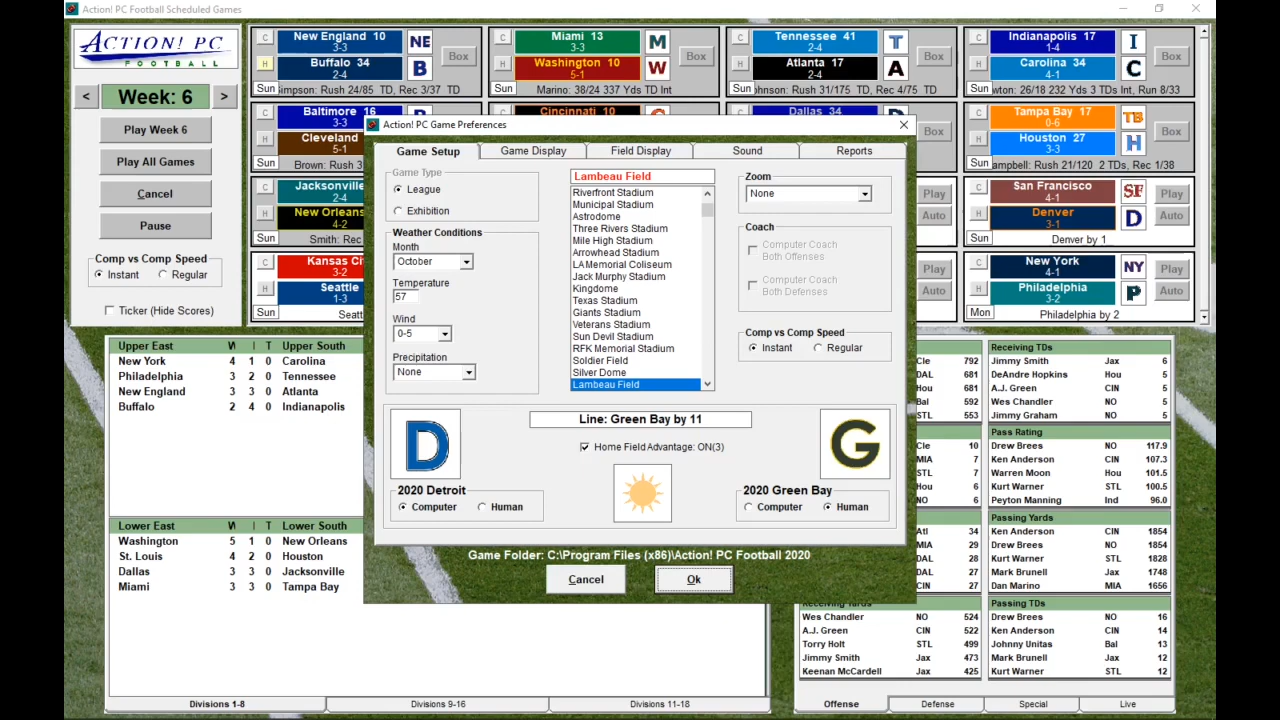 Action! PC Football Scheduled Games
ACTION! PC
FOOTBALL
< Week: 6 >
Play Week 6
Play All Games
Cancel
Pause
Comp vs Comp Speed
Instant Regular
Ticker (Hide Scores)
C New England 10 NE
3-3
H Buffalo 34 B Box
2-4
Sun impson: Rush 24/85 TD, Rec 3/37 TD
C Miami 13 M
3-3
H Washington 10 W Box
5-1
Sun Marino: 38/24 337 Yds TD Int
C Tennessee 41 T
2-4
H Atlanta 17 A Box
2-4
Sun hnson: Rush 31/175 TD, Rec 4/75 TD
C Indianapolis 17 I
1-4
H Carolina 34 C Box
4-1
Sun wton: 26/18 232 Yds 3 TDs Int, Run 8/33
C Baltimore 16
3-3
H Cleveland
5-1
Sun Brown: Rush
Cincinnati 10
Dallas 34
Box
Tampa Bay 17 TB
0-6
Houston 27 H Box
3-3
Sun ampbell: Rush 21/120 2 TDs, Rec 1/38
C Jacksonville
2-4
H New Orleans
4-2
Sun Smith: Rec
Play
Auto
C San Francisco SF Play
4-1
H Denver D Auto
3-1
Sun Denver by 1
C Kansas Ci
3-2
H Seattle
1-3
Sun Seatt
Play
Auto
C New York NY Play
4-1
H Philadelphia P Auto
3-2
Mon Philadelphia by 2
Action! PC Game Preferences
Game Setup Game Display Field Display Sound Reports
Game Type
League
Exhibition
Weather Conditions
Month
October
Temperature
57
Wind
0-5
Precipitation
None
Lambeau Field
Riverfront Stadium
Municipal Stadium
Astrodome
Three Rivers Stadium
Mile High Stadium
Arrowhead Stadium
LA Memorial Coliseum
Jack Murphy Stadium
Kingdome
Texas Stadium
Giants Stadium
Veterans Stadium
Sun Devil Stadium
RFK Memorial Stadium
Soldier Field
Silver Dome
Lambeau Field
Zoom
None
Coach
Computer Coach
Both Offenses
Computer Coach
Both Defenses
Comp vs Comp Speed
Instant Regular
D
Line: Green Bay by 11
Home Field Advantage: ON(3)
G
2020 Detroit
Computer Human
2020 Green Bay
Computer Human
Game Folder: C:\Program Files (x86)\Action! PC Football 2020
Cancel Ok
Upper East W l T Upper South
New York 4 1 0 Carolina
Philadelphia 3 2 0 Tennessee
New England 3 3 0 Atlanta
Buffalo 2 4 0 Indianapolis
Lower East W l T Lower South
Washington 5 1 0 New Orleans
St. Louis 4 2 0 Houston
Dallas 3 3 0 Jacksonville
Miami 3 3 0 Tampa Bay
Divisions 1-8 Divisions 9-16 Divisions 11-18
Cle 792
DAL 681
Hou 681
Bal 592
STL 553
Cle 10
MIA 7
STL 7
Hou 6
NO 6
Atl 34
MIA 29
DAL 28
DAL 27
CIN 27
Receiving Yards
Wes Chandler NO 524
A.J. Green CIN 522
Torry Holt STL 499
Jimmy Smith Jax 473
Keenan McCardell Jax 425
Receiving TDs
Jimmy Smith Jax 6
DeAndre Hopkins Hou 5
A.J. Green CIN 5
Wes Chandler NO 5
Jimmy Graham NO 5
Pass Rating
Drew Brees NO 117.9
Ken Anderson CIN 107.3
Warren Moon Hou 101.5
Kurt Warner STL 100.5
Peyton Manning Ind 96.0
Passing Yards
Ken Anderson CIN 1854
Drew Brees NO 1854
Kurt Warner STL 1828
Mark Brunell Jax 1748
Dan Marino MIA 1656
Passing TDs
Drew Brees NO 16
Ken Anderson CIN 14
Johnny Unitas Bal 13
Mark Brunell Jax 12
Kurt Warner STL 12
Offense Defense Special Live